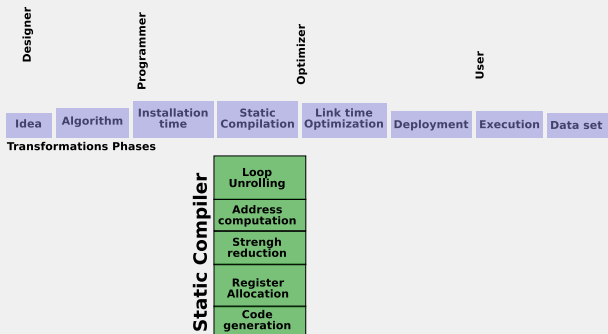 Designer
Programmer
Optimizer
User
Idea
Algorithm
Installation
time
Static
Compilation
Link time
Optimization
Deployment
Execution
Data set
Transformations Phases
Static Compiler
Loop
Unrolling
Address
computation
Strengh
reduction
Register
Allocation
Code
generation